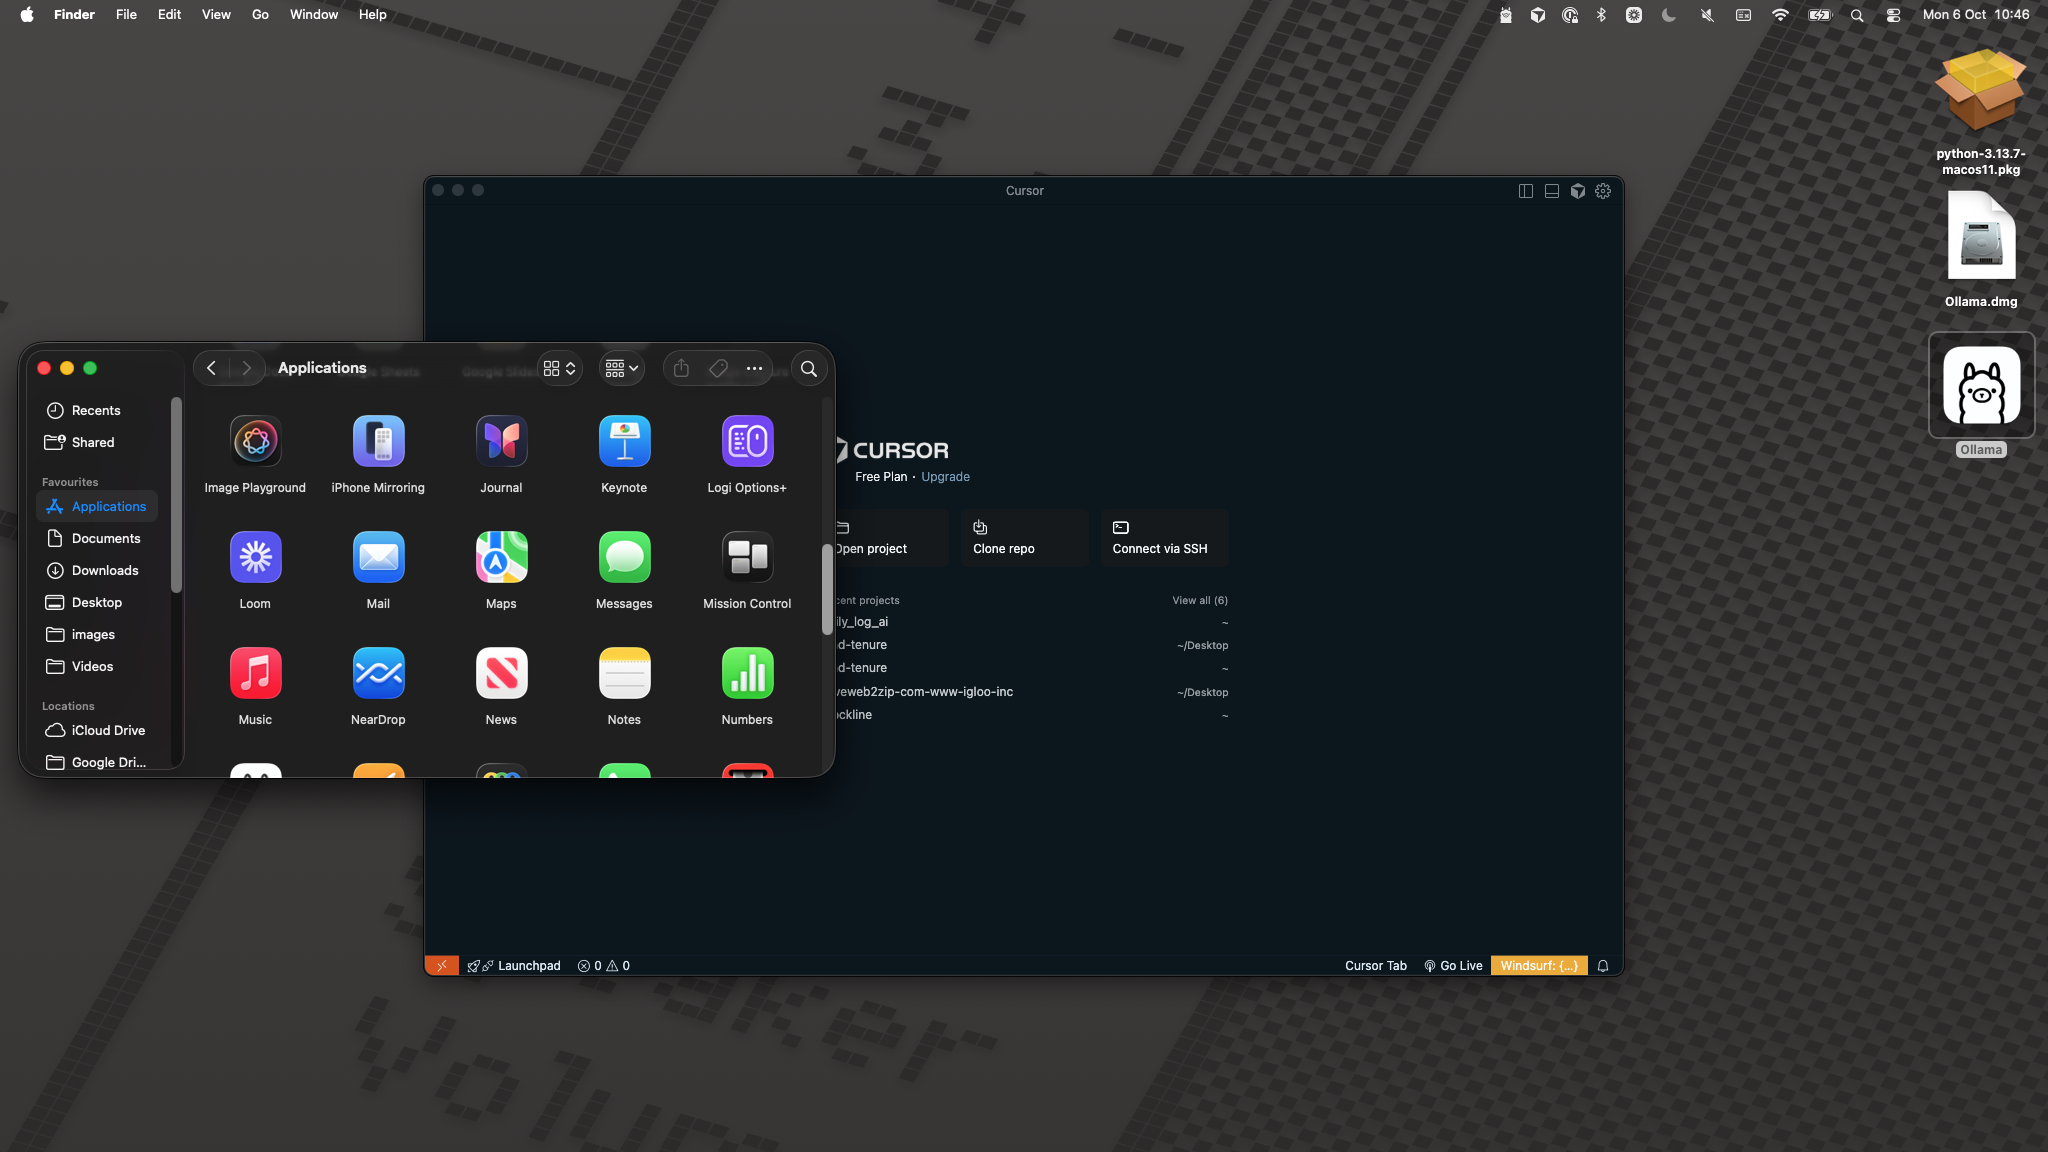 Finder File Edit View Go Window Help
Mon 6 Oct 10:46
python-3.13.7-
macos11.pkg
Ollama.dmg
Ollama
Cursor
Applications
Recents
Shared
Favourites
Applications
Documents
Downloads
Desktop
images
Videos
Locations
iCloud Drive
Google Dri...
Image Playground
iPhone Mirroring
Journal
Keynote
Logi Options+
Loom
Mail
Maps
Messages
Mission Control
Music
NearDrop
News
Notes
Numbers
CURSOR
Free Plan · Upgrade
Open project
Clone repo
Connect via SSH
cent projects
View all (6)
ily_log_ai ~
d-tenure ~/Desktop
d-tenure ~
veweb2zip-com-www-igloo-inc ~/Desktop
ockline ~
Launchpad 0 0
Cursor Tab Go Live Windsurf: {...}